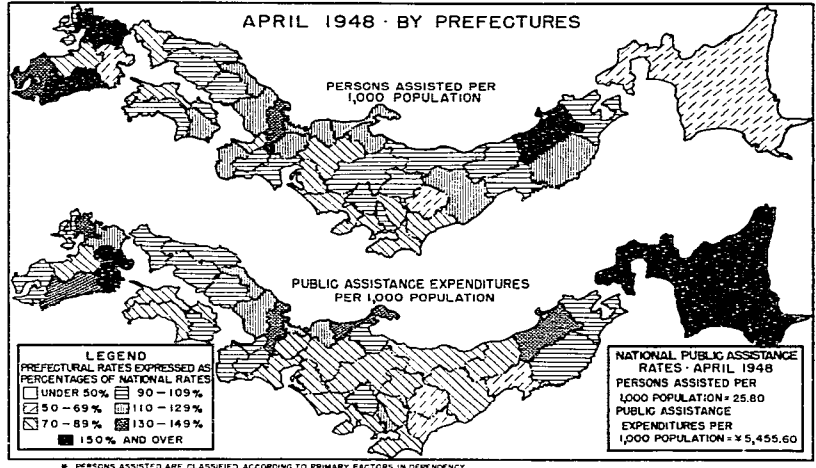 APRIL 1948 · BY PREFECTURES
PERSONS ASSISTED PER
1,000 POPULATION
PUBLIC ASSISTANCE EXPENDITURES
PER 1,000 POPULATION
LEGEND
PREFECTURAL RATES EXPRESSED AS
PERCENTAGES OF NATIONAL RATES
UNDER 50% 90-109%
50-69% 110-129%
70-89% 130-149%
150% AND OVER
NATIONAL PUBLIC ASSISTANCE
RATES · APRIL 1948
PERSONS ASSISTED PER
1,000 POPULATION = 25.80
PUBLIC ASSISTANCE
EXPENDITURES PER
1,000 POPULATION = ¥5,455.60
* PERSONS ASSISTED ARE CLASSIFIED ACCORDING TO PRIMARY FACTORS IN DEPENDENCY